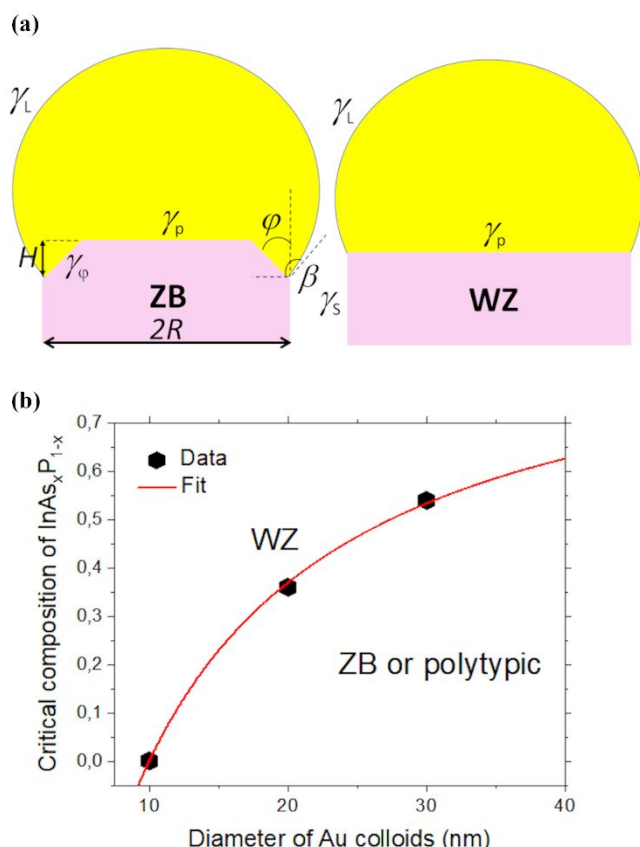 (a)
γL γL
γp φ γp
H γφ β
ZB γS WZ
2R
(b)
Critical composition of InAsxP1-x
0,7
0,6
0,5
0,4
0,3
0,2
0,1
0,0
Data
Fit
WZ
ZB or polytypic
10 20 30 40
Diameter of Au colloids (nm)